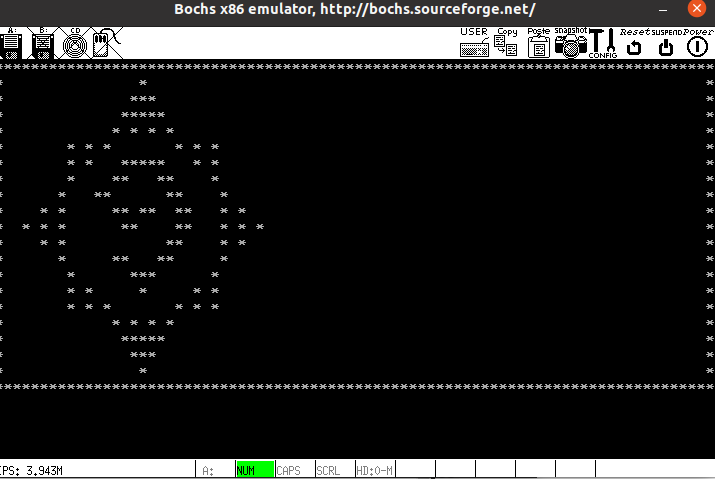 Bochs x86 emulator, http://bochs.sourceforge.net/
A: B: CD USER Copy Paste Snapshot CONFIG Reset SUSPEND Power
********************************************************************************
*               *                                                              *
*              ***                                                             *
*             *****                                                            *
*            * * * *                                                           *
*       * * *       * * *                                                      *
*       * *   *****   * *                                                      *
*       *    **   **    *                                                      *
*      *   **      **    *                                                     *
*    * *     ** **  **   * *                                                   *
*  * * *      **    **   * * *                                                 *
*    * *           **    * *                                                   *
*      *     **   **     *                                                     *
*       *      ***      *                                                      *
*       * *     *     * *                                                      *
*       * * *       * * *                                                      *
*            * * * *                                                           *
*             *****                                                            *
*              ***                                                             *
*               *                                                              *
********************************************************************************
IPS: 3.943M A: NUM CAPS SCRL HD:0-M